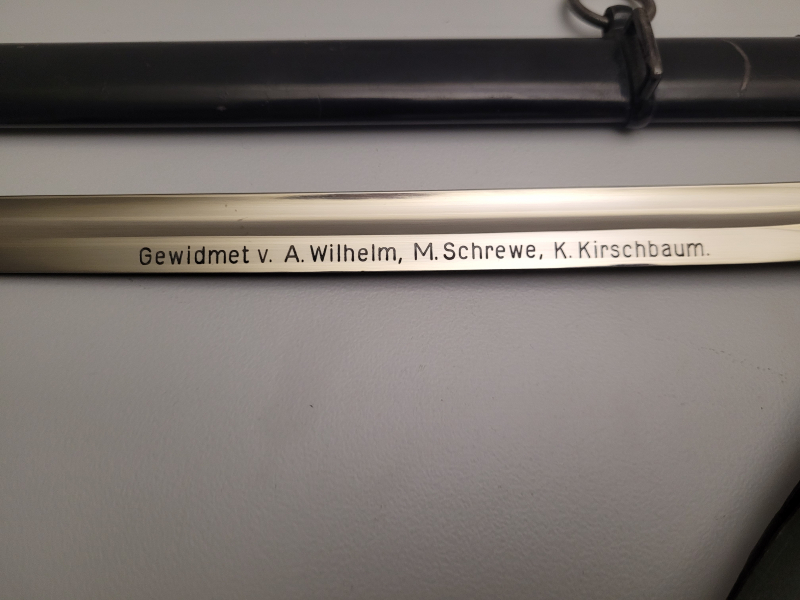 Gewidmet v. A. Wilhelm, M. Schrewe, K. Kirschbaum.